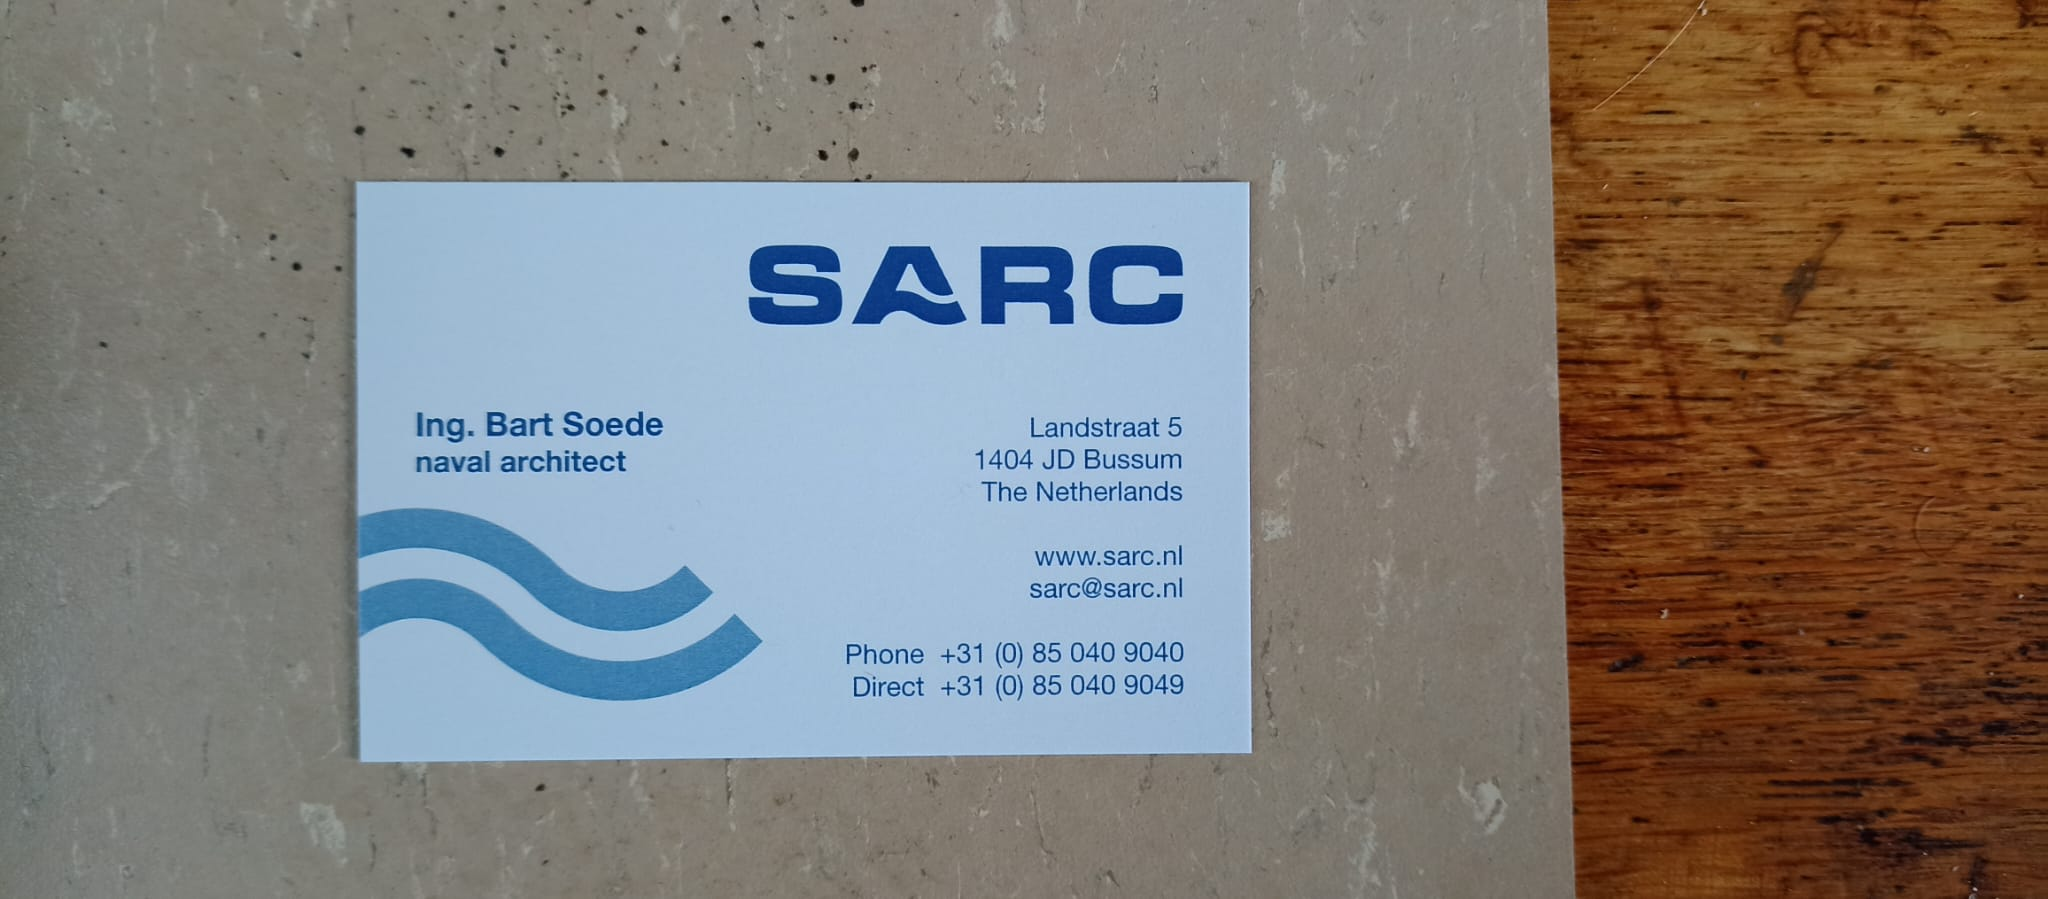 SARC
Ing. Bart Soede
naval architect
Landstraat 5
1404 JD Bussum
The Netherlands
www.sarc.nl
sarc@sarc.nl
Phone +31 (0) 85 040 9040
Direct +31 (0) 85 040 9049